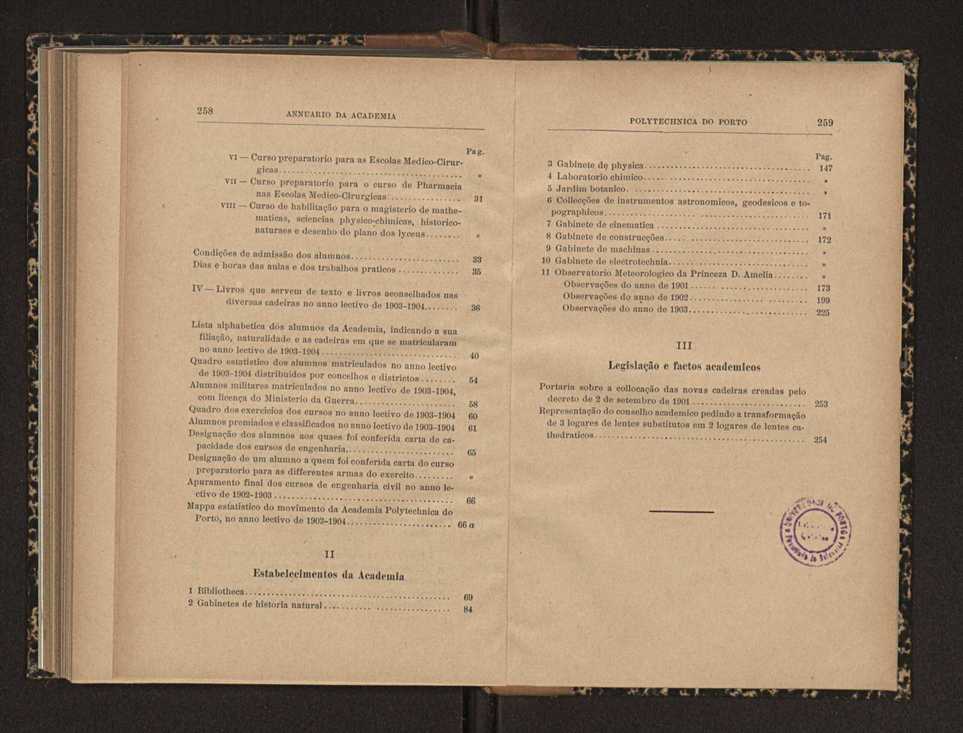 258
ANNUARIO DA ACADEMIA
Pag.
VI — Curso preparatorio para as Escolas Medico-Cirur-
gicas........................................ »
VII — Curso preparatorio para o curso de Pharmacia
nas Escolas Medico-Cirurgicas................ 31
VIII — Curso de habilitação para o magisterio de mathe-
maticas, sciencias physico-chimicas, historico-
naturaes e desenho do plano dos lyceus........ »
Condições de admissão dos alumnos...................... 33
Dias e horas das aulas e dos trabalhos praticos............. 35
IV — Livros que servem de texto e livros aconselhados nas
diversas cadeiras no anno lectivo de 1903-1904....... 36
Lista alphabetica dos alumnos da Academia, indicando a sua
filiação, naturalidade e as cadeiras em que se matricularam
no anno lectivo de 1903-1904............................. 40
Quadro estatistico dos alumnos matriculados no anno lectivo
de 1903-1904 distribuidos por concelhos e districtos........ 54
Alumnos militares matriculados no anno lectivo de 1903-1904,
com licença do Ministerio da Guerra...................... 58
Quadro dos exercicios dos cursos no anno lectivo de 1903-1904 60
Alumnos premiados e classificados no anno lectivo de 1903-1904 61
Designação dos alumnos aos quaes foi conferida carta de ca-
pacidade dos cursos de engenharia........................ 65
Designação de um alumno a quem foi conferida carta do curso
preparatorio para as differentes armas do exercito......... »
Apuramento final dos cursos de engenharia civil no anno le-
ctivo de 1902-1903...................................... 66
Mappa estatistico do movimento da Academia Polytechnica do
Porto, no anno lectivo de 1903-1904....................... 66 a
II
Estabelecimentos da Academia
1 Bibliotheca............................................ 69
2 Gabinetes de historia natural........................... 84
POLYTECHNICA DO PORTO
259
Pag.
3 Gabinete de physica.................................... 147
4 Laboratorio chimico.................................... »
5 Jardim botanico........................................ »
6 Collecções de instrumentos astronomicos, geodesicos e to-
pographicos............................................. 171
7 Gabinete de cinematica................................. »
8 Gabinete de construcções............................... 172
9 Gabinete de machinas................................... »
10 Gabinete de electrotechnia............................. »
11 Observatorio Meteorologico da Princeza D. Amelia........ »
Observações do anno de 1901........................... 173
Observações do anno de 1902........................... 199
Observações do anno de 1903........................... 225
III
Legislação e factos academicos
Portaria sobre a collocação das novas cadeiras creadas pelo
decreto de 2 de setembro de 1901......................... 253
Representação do conselho academico pedindo a transformação
de 3 logares de lentes substitutos em 2 logares de lentes ca-
thedraticos............................................. 254